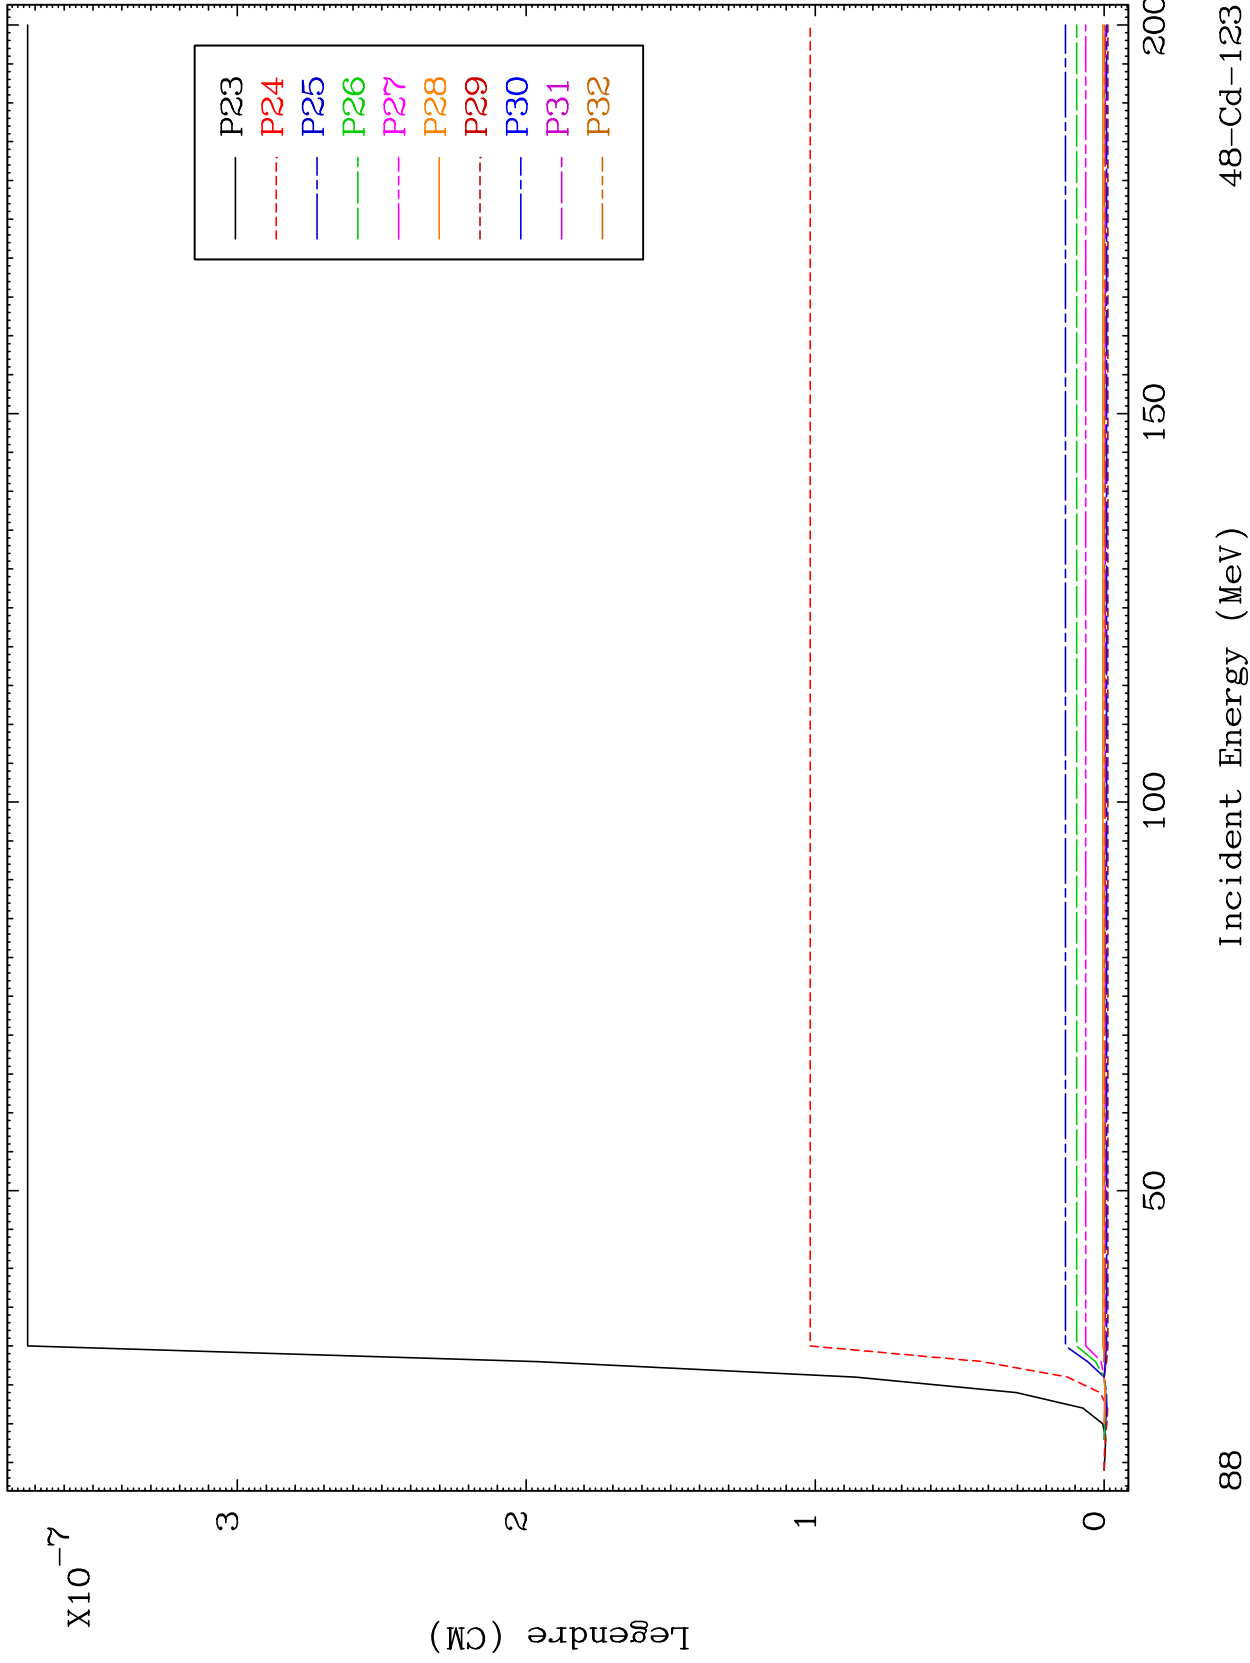 X10-7
3
2
1
0
Legendre (CM)
P23
P24
P25
P26
P27
P28
P29
P30
P31
P32
50
100
150
200
Incident Energy (MeV)
88
48-Cd-123